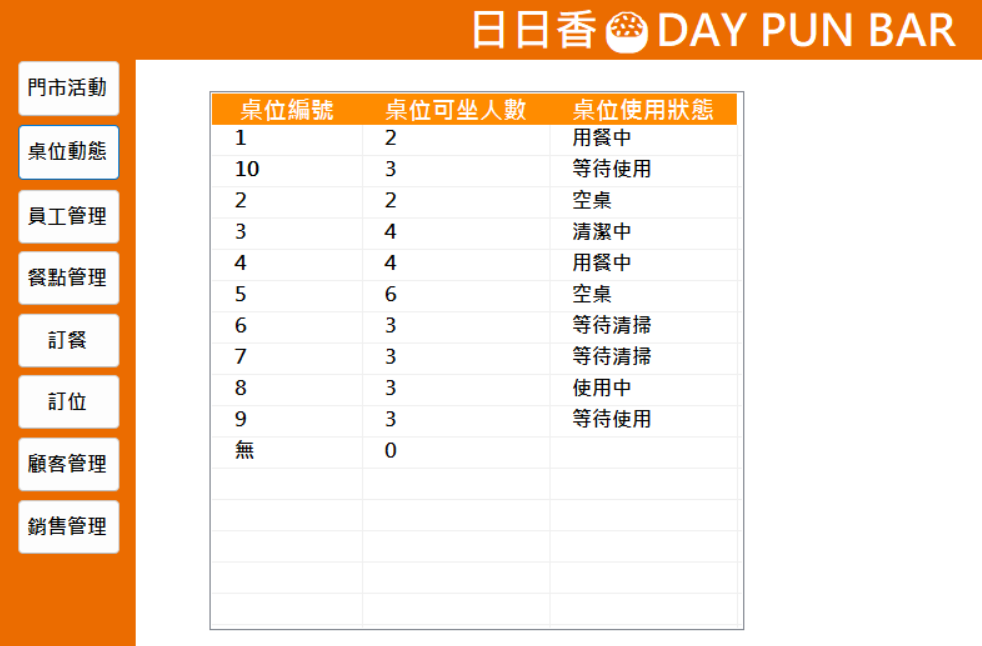 日日香 DAY PUN BAR
門市活動
桌位動態
員工管理
餐點管理
訂餐
訂位
顧客管理
銷售管理
桌位編號 桌位可坐人數 桌位使用狀態
1 2 用餐中
10 3 等待使用
2 2 空桌
3 4 清潔中
4 4 用餐中
5 6 空桌
6 3 等待清掃
7 3 等待清掃
8 3 使用中
9 3 等待使用
無 0